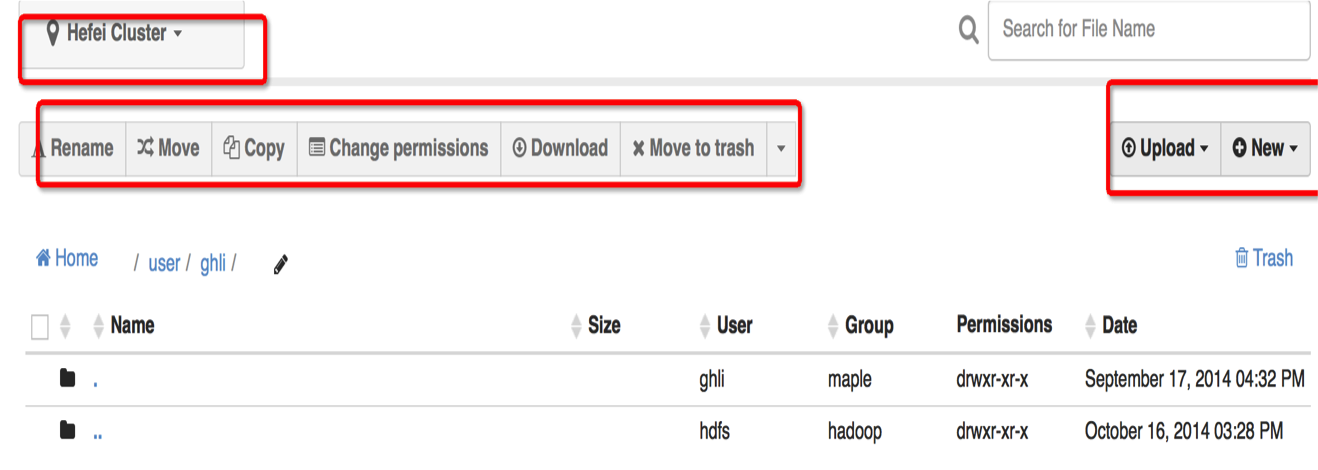 Hefei Cluster
Search for File Name
Rename Move Copy Change permissions Download Move to trash Upload New
Home / user / ghli / Trash
Name Size User Group Permissions Date
. ghli maple drwxr-xr-x September 17, 2014 04:32 PM
.. hdfs hadoop drwxr-xr-x October 16, 2014 03:28 PM